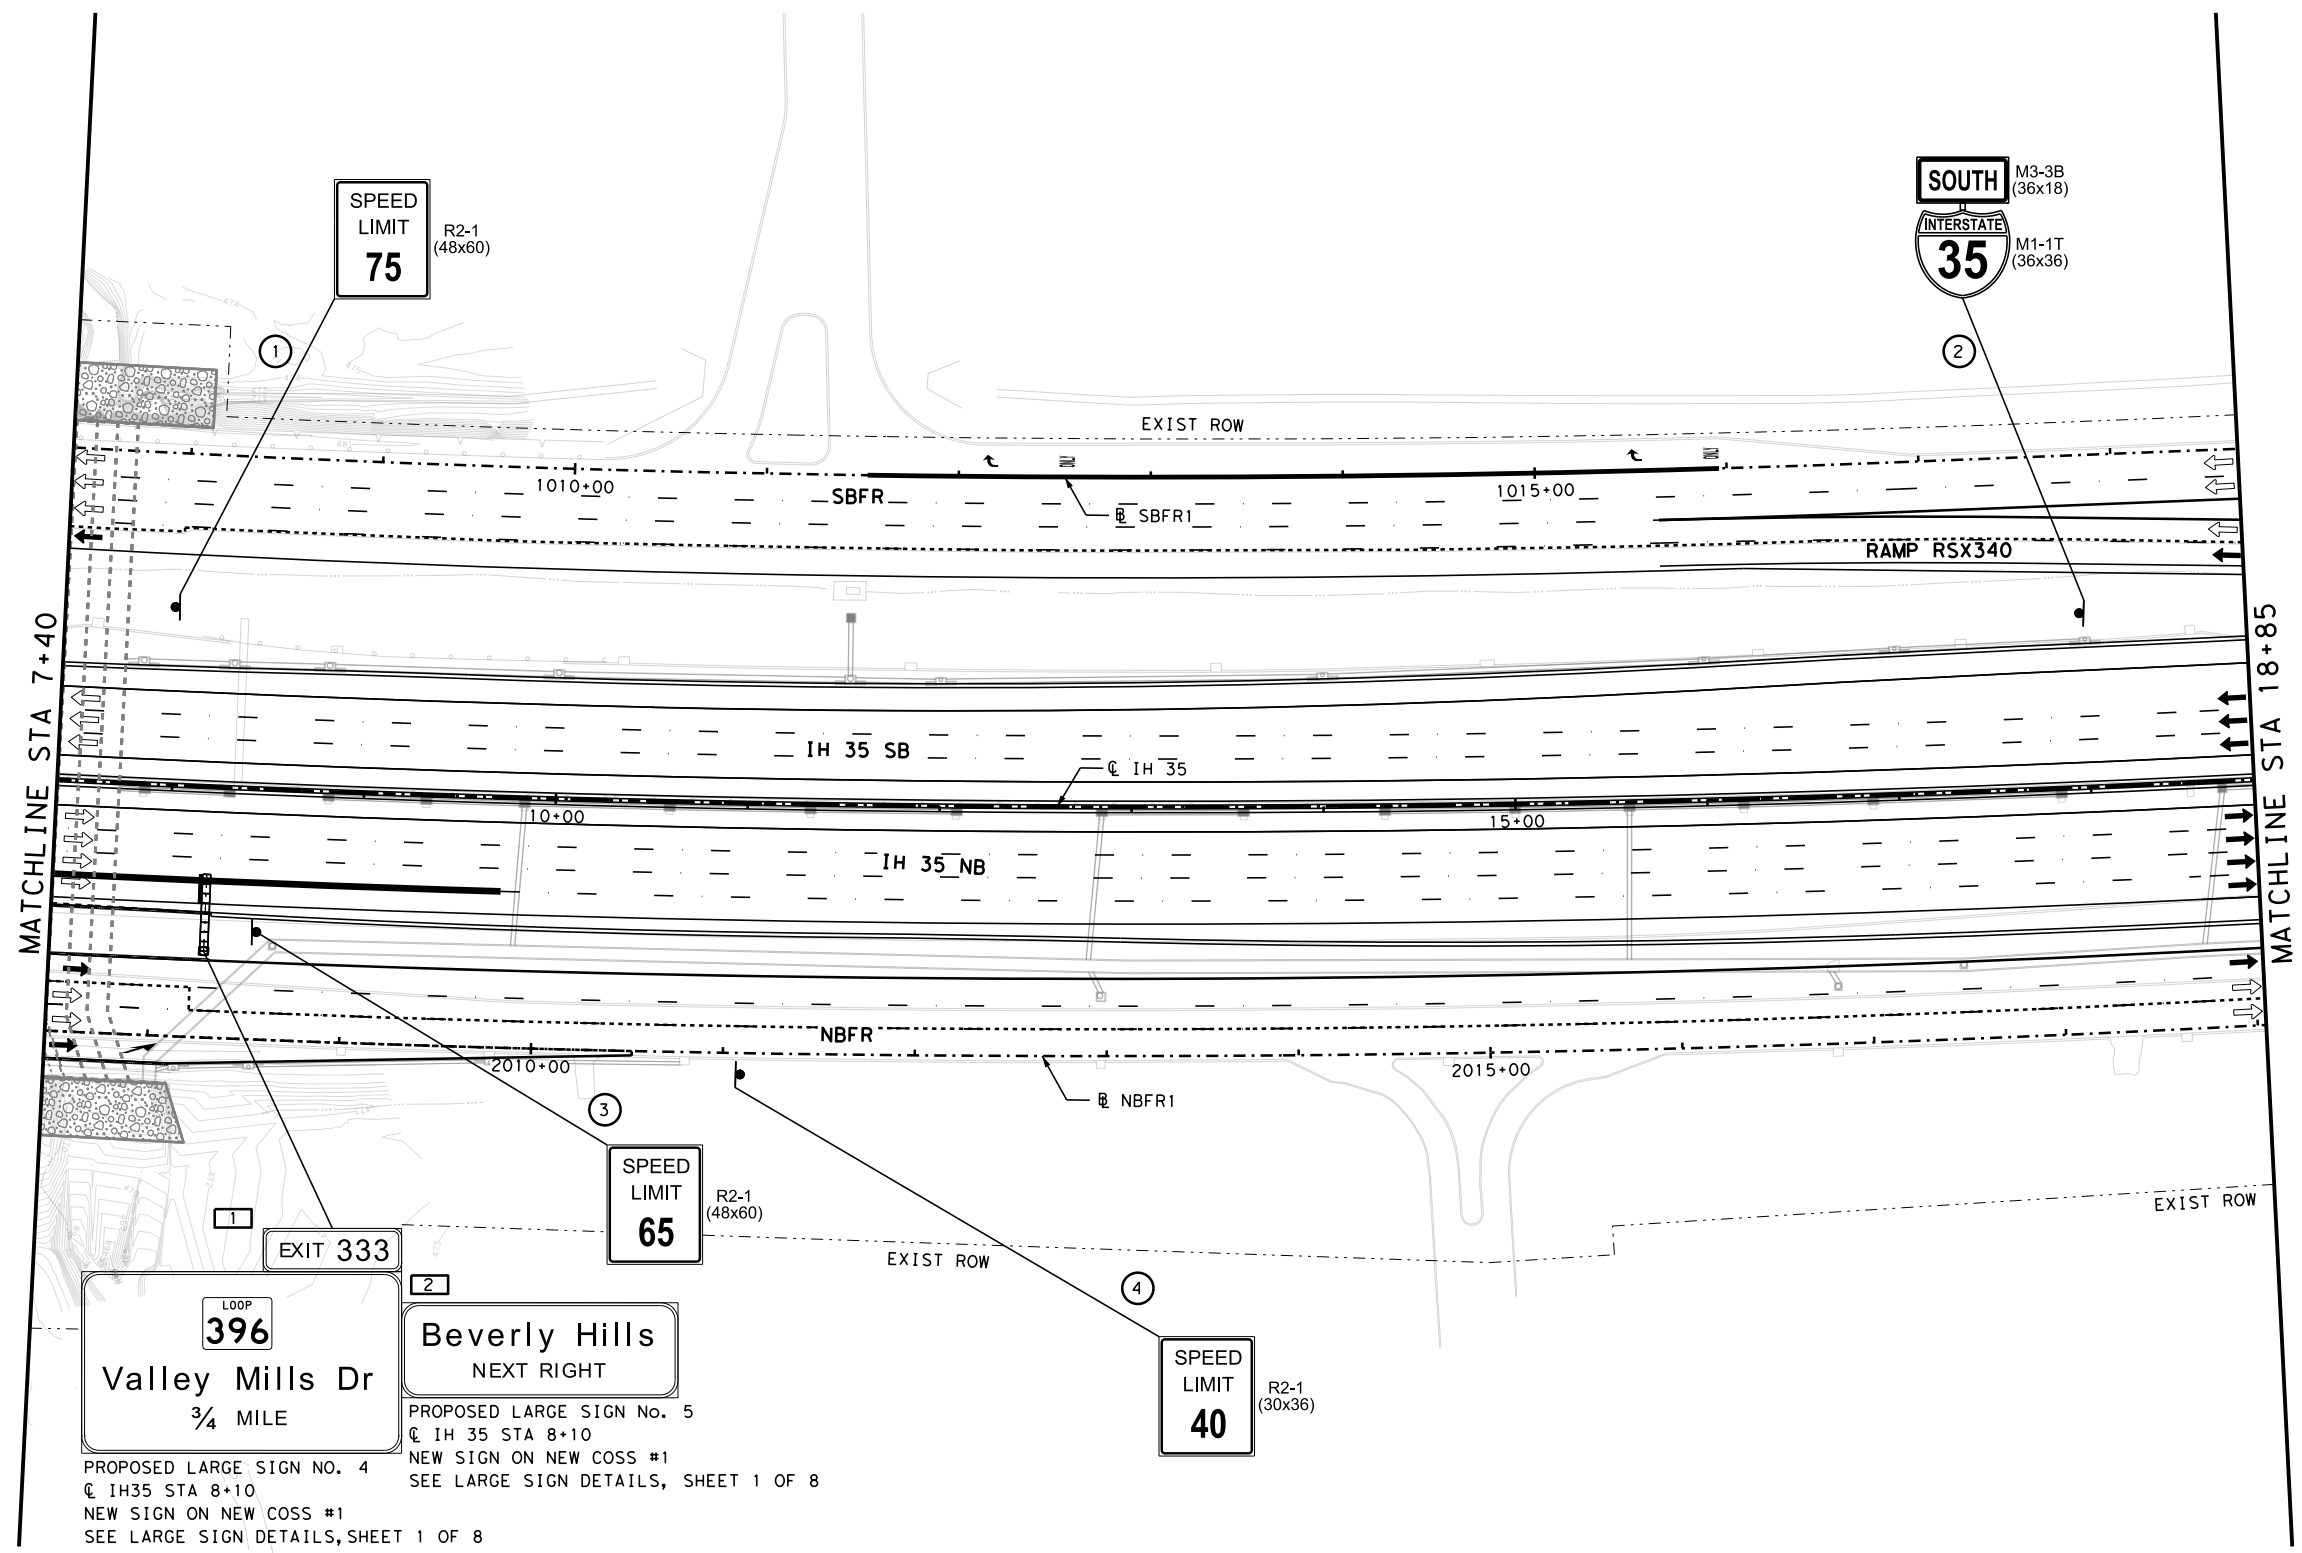 SPEED
LIMIT
75
R2-1
(48x60)
1
SOUTH
M3-3B
(36x18)
INTERSTATE
35
M1-1T
(36x36)
2
474
475
473
481
EXIST ROW
1010+00
SBFR
℄ SBFR1
1015+00
RAMP RSX340
MATCHLINE STA 7+40
MATCHLINE STA 18+85
IH 35 SB
℄ IH 35
10+00
15+00
IH 35 NB
NBFR
2010+00
2015+00
℄ NBFR1
3
SPEED
LIMIT
65
R2-1
(48x60)
EXIST ROW
EXIST ROW
4
SPEED
LIMIT
40
R2-1
(30x36)
472
473
1
EXIT 333
LOOP
396
Valley Mills Dr
¾ MILE
2
Beverly Hills
NEXT RIGHT
PROPOSED LARGE SIGN No. 5
℄ IH 35 STA 8+10
NEW SIGN ON NEW COSS #1
SEE LARGE SIGN DETAILS, SHEET 1 OF 8
PROPOSED LARGE SIGN NO. 4
℄ IH35 STA 8+10
NEW SIGN ON NEW COSS #1
SEE LARGE SIGN DETAILS, SHEET 1 OF 8